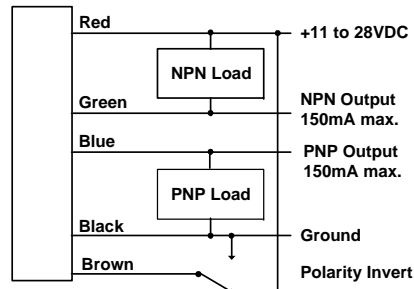 Red
+11 to 28VDC
NPN Load
Green
NPN Output
150mA max.
Blue
PNP Output
150mA max.
PNP Load
Black
Ground
Brown
Polarity Invert